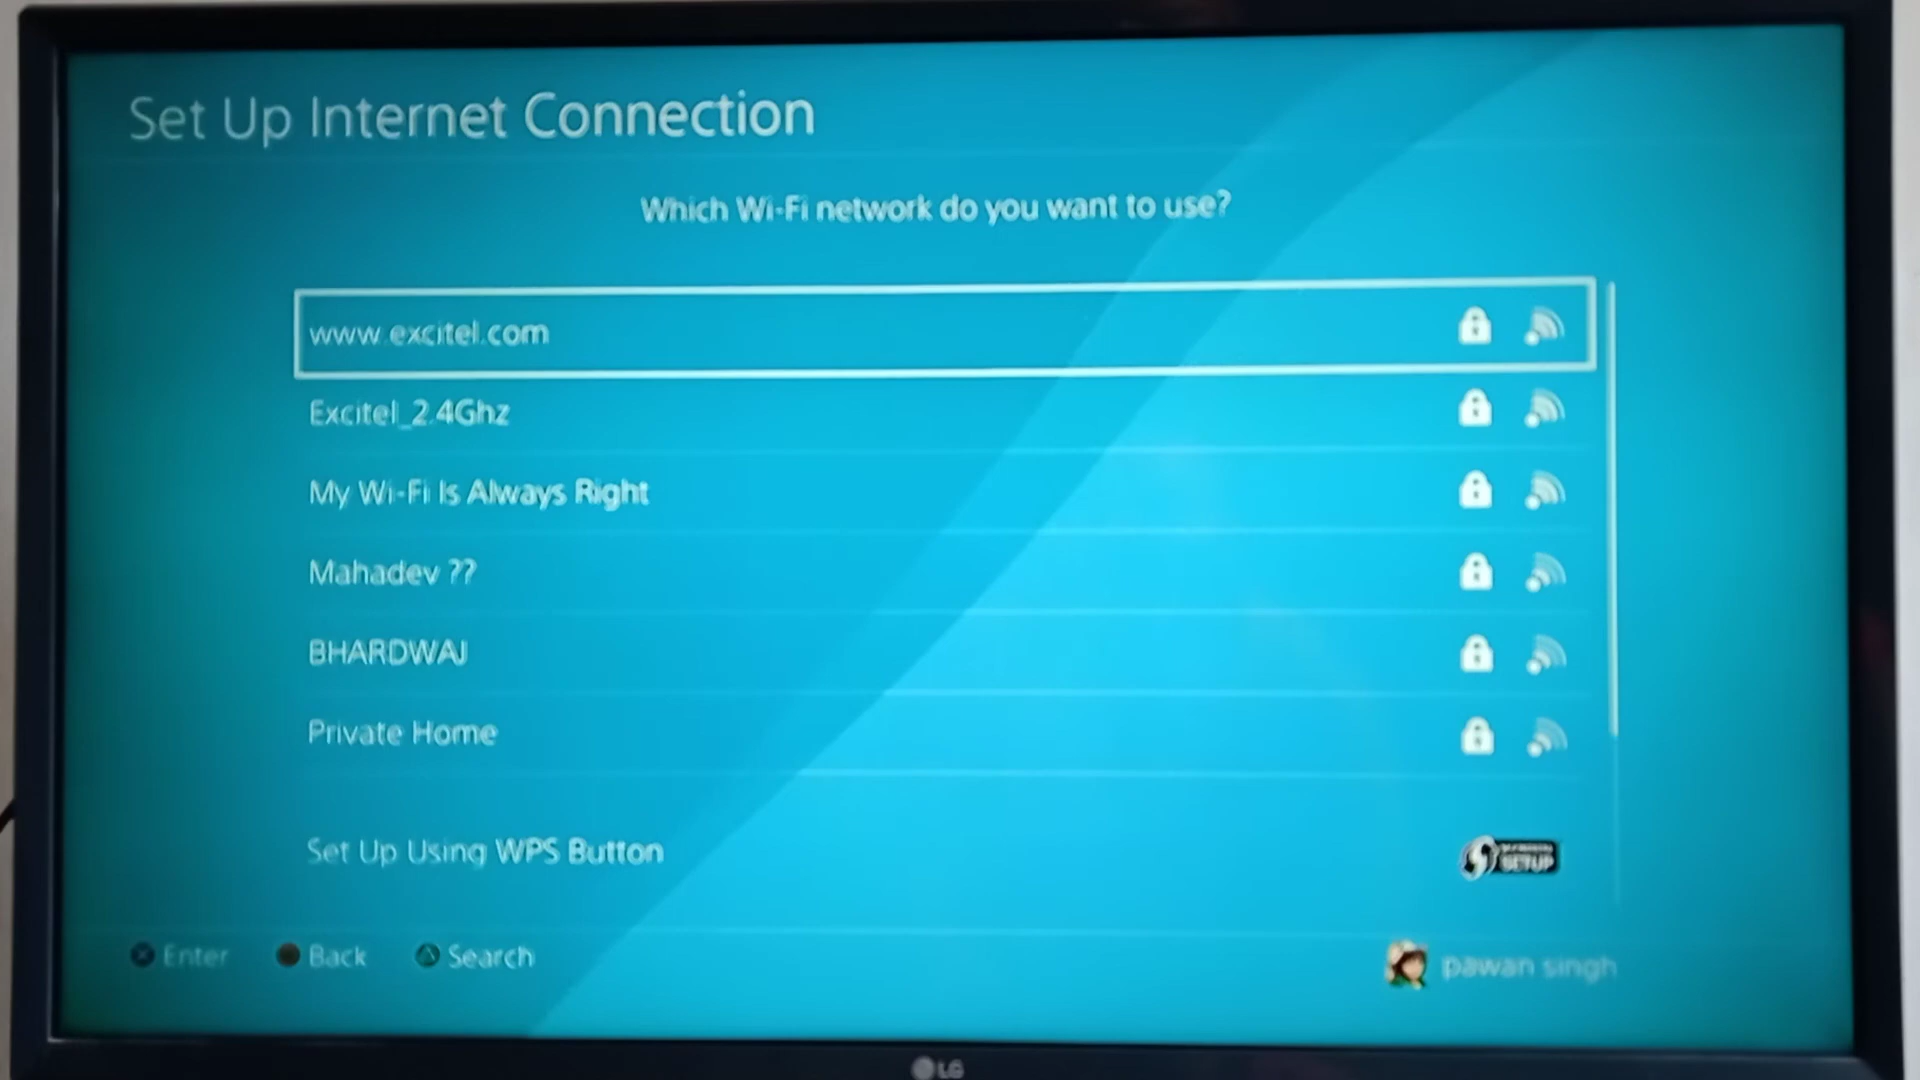 Set Up Internet Connection
Which Wi-Fi network do you want to use?
www.excitel.com
Excitel_2.4Ghz
My Wi-Fi Is Always Right
Mahadev ??
BHARDWAJ
Private Home
Set Up Using WPS Button
SETUP
Enter Back Search
pawan singh
LG